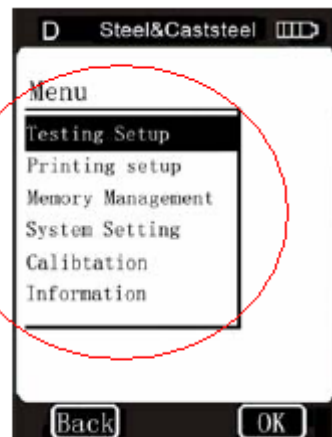 D Steel&Caststeel
Menu
Testing Setup
Printing setup
Memory Management
System Setting
Calibtation
Information
Back OK